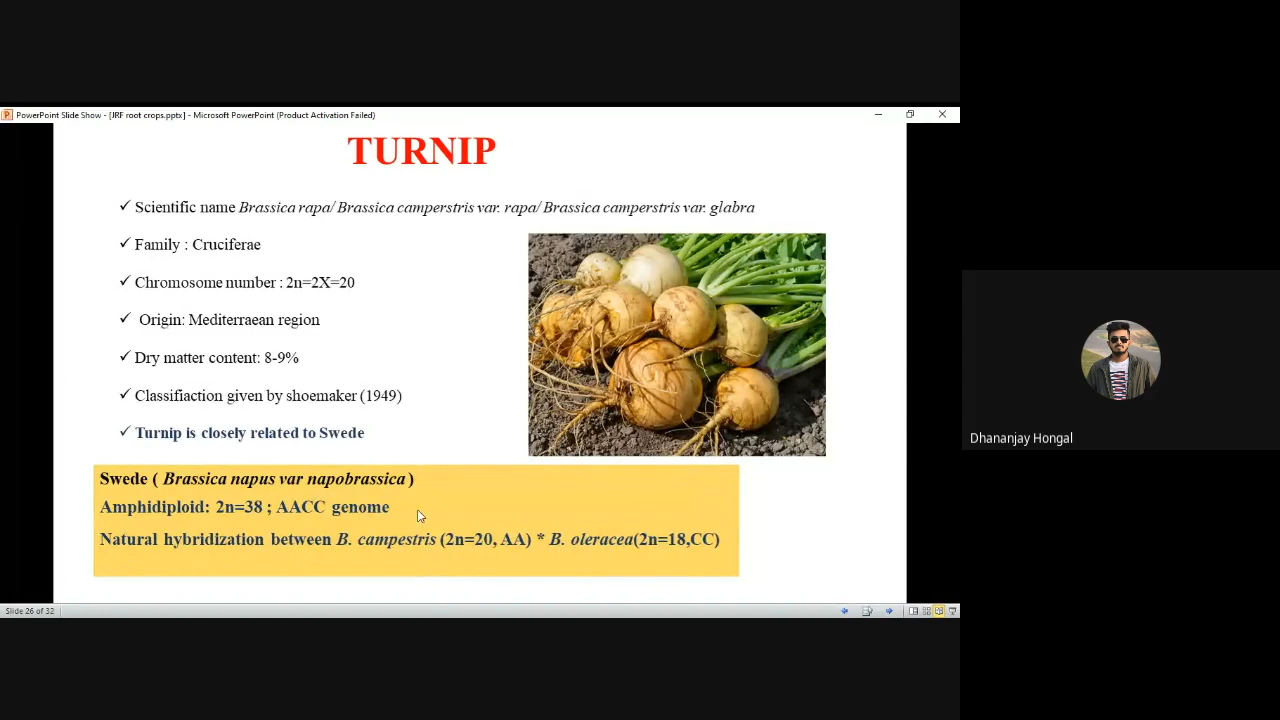 PowerPoint Slide Show - [JRF root crops.pptx] - Microsoft PowerPoint (Product Activation Failed)
TURNIP
✓ Scientific name Brassica rapa/ Brassica camperstris var. rapa/ Brassica camperstris var. glabra
✓ Family : Cruciferae
✓ Chromosome number : 2n=2X=20
✓ Origin: Mediterraean region
✓ Dry matter content: 8-9%
✓ Classifiaction given by shoemaker (1949)
✓ Turnip is closely related to Swede
Swede ( Brassica napus var napobrassica )
Amphidiploid: 2n=38 ; AACC genome
Natural hybridization between B. campestris (2n=20, AA) * B. oleracea(2n=18,CC)
Slide 26 of 32
Dhananjay Hongal